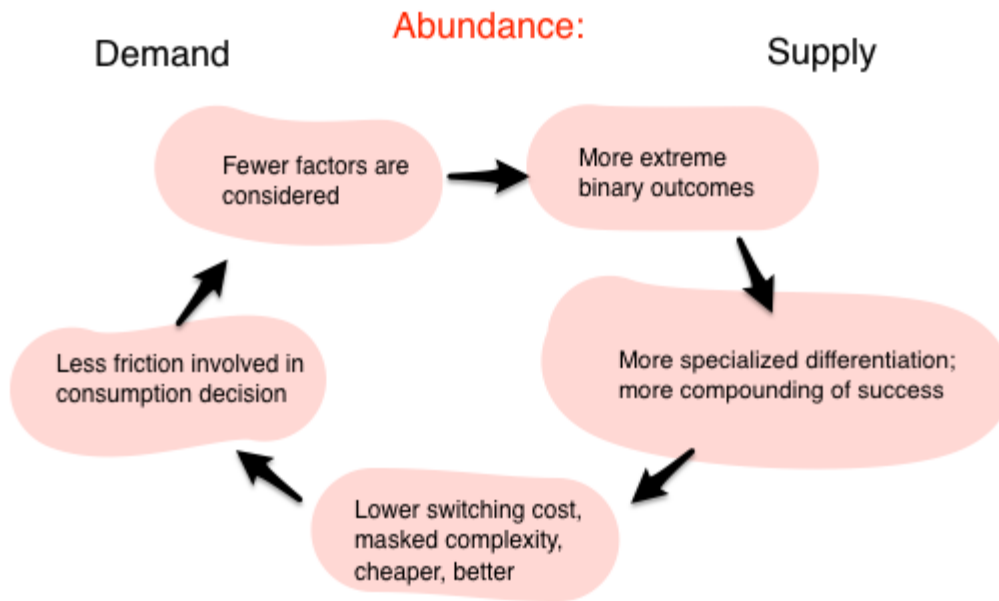 Abundance:
Demand
Supply
Fewer factors are
considered
More extreme
binary outcomes
More specialized differentiation;
more compounding of success
Lower switching cost,
masked complexity,
cheaper, better
Less friction involved in
consumption decision